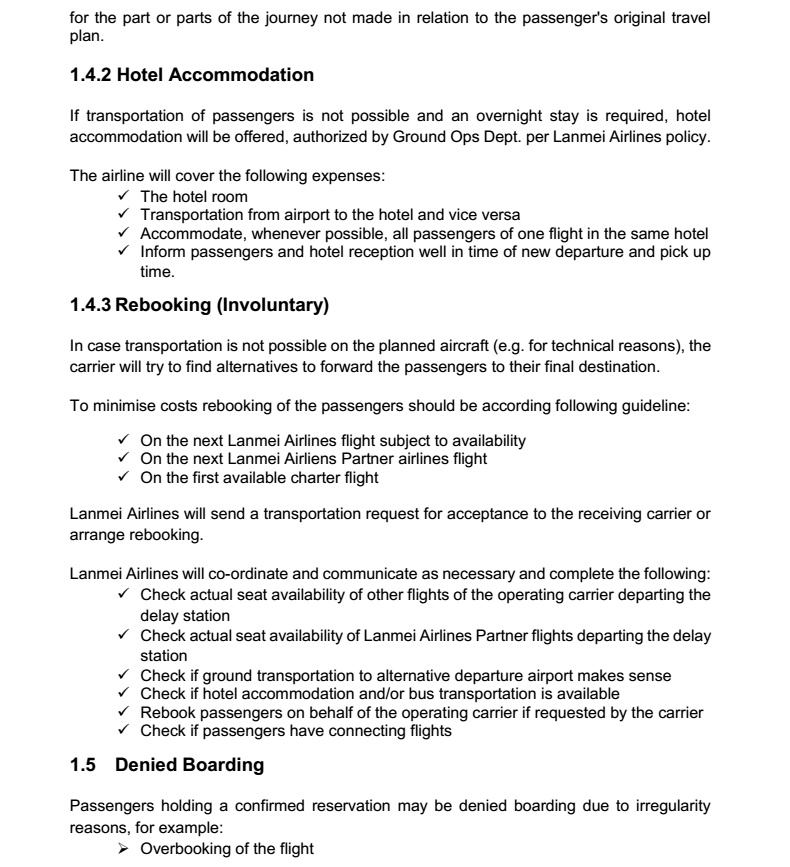 for the part or parts of the journey not made in relation to the passenger's original travel
plan.
1.4.2 Hotel Accommodation
If transportation of passengers is not possible and an overnight stay is required, hotel
accommodation will be offered, authorized by Ground Ops Dept. per Lanmei Airlines policy.
The airline will cover the following expenses:
✓ The hotel room
✓ Transportation from airport to the hotel and vice versa
✓ Accommodate, whenever possible, all passengers of one flight in the same hotel
✓ Inform passengers and hotel reception well in time of new departure and pick up
time.
1.4.3 Rebooking (Involuntary)
In case transportation is not possible on the planned aircraft (e.g. for technical reasons), the
carrier will try to find alternatives to forward the passengers to their final destination.
To minimise costs rebooking of the passengers should be according following guideline:
✓ On the next Lanmei Airlines flight subject to availability
✓ On the next Lanmei Airliens Partner airlines flight
✓ On the first available charter flight
Lanmei Airlines will send a transportation request for acceptance to the receiving carrier or
arrange rebooking.
Lanmei Airlines will co-ordinate and communicate as necessary and complete the following:
✓ Check actual seat availability of other flights of the operating carrier departing the
delay station
✓ Check actual seat availability of Lanmei Airlines Partner flights departing the delay
station
✓ Check if ground transportation to alternative departure airport makes sense
✓ Check if hotel accommodation and/or bus transportation is available
✓ Rebook passengers on behalf of the operating carrier if requested by the carrier
✓ Check if passengers have connecting flights
1.5 Denied Boarding
Passengers holding a confirmed reservation may be denied boarding due to irregularity
reasons, for example:
➢ Overbooking of the flight